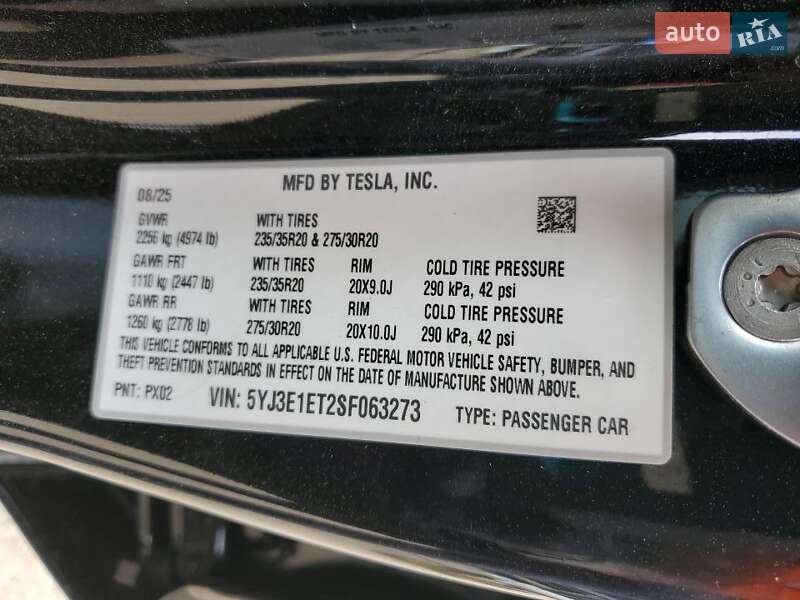 auto RIA.com
08/25 MFD BY TESLA, INC.
GVWR WITH TIRES
2256 kg (4974 lb) 235/35R20 & 275/30R20
GAWR FRT WITH TIRES RIM COLD TIRE PRESSURE
1110 kg (2447 lb) 235/35R20 20X9.0J 290 kPa, 42 psi
GAWR RR WITH TIRES RIM COLD TIRE PRESSURE
1260 kg (2778 lb) 275/30R20 20X10.0J 290 kPa, 42 psi
THIS VEHICLE CONFORMS TO ALL APPLICABLE U.S. FEDERAL MOTOR VEHICLE SAFETY, BUMPER, AND
THEFT PREVENTION STANDARDS IN EFFECT ON THE DATE OF MANUFACTURE SHOWN ABOVE.
PNT: PX02 VIN: 5YJ3E1ET2SF063273 TYPE: PASSENGER CAR